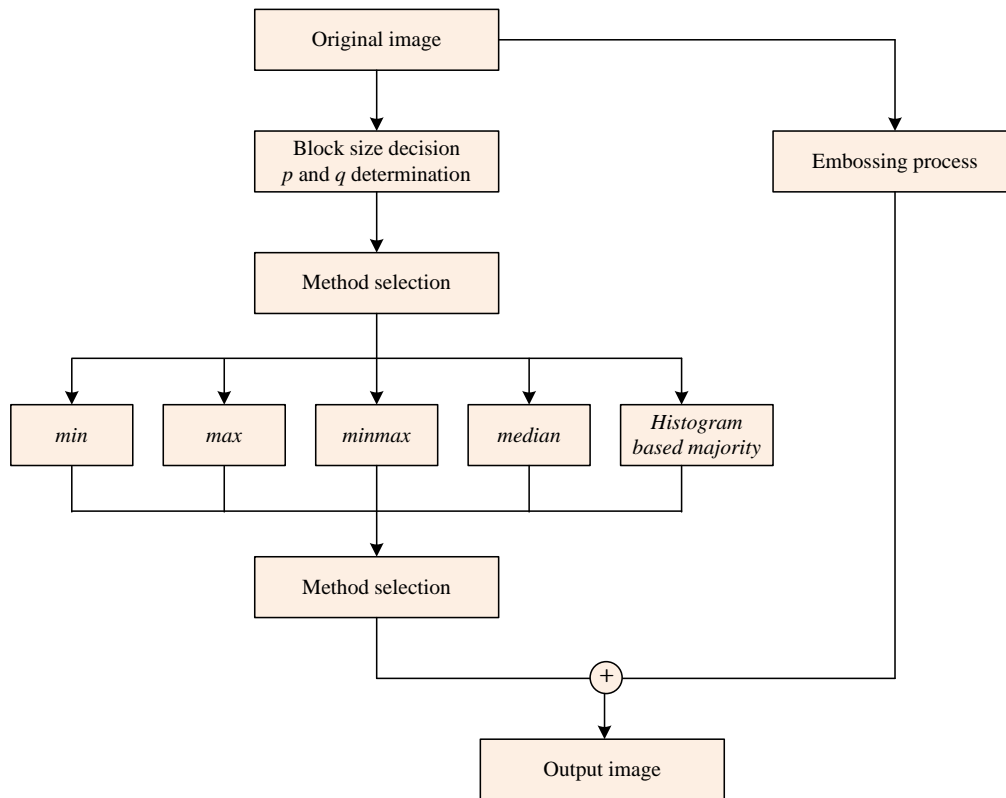 Original image
Block size decision
p and q determination
Embossing process
Method selection
min
max
minmax
median
Histogram
based majority
Method selection
+
Output image